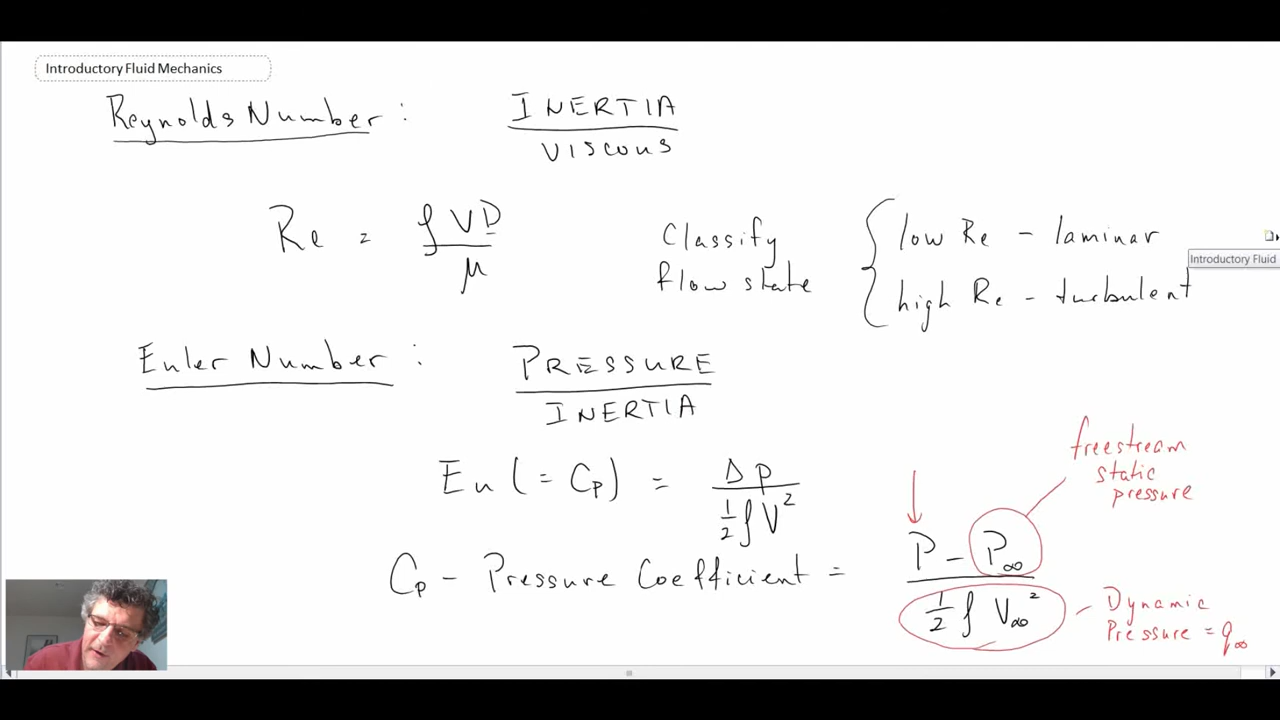 Introductory Fluid Mechanics
Reynolds Number : INERTIA
VISCOUS
Re = ρVD
μ
Classify
flow state
low Re - laminar
high Re - turbulent
Introductory Fluid
Euler Number : PRESSURE
INERTIA
Eu (= Cp) = Δp
½ρV²
freestream
static
pressure
Cp - Pressure Coefficient = P - P∞
½ρV∞²
Dynamic
Pressure = q∞